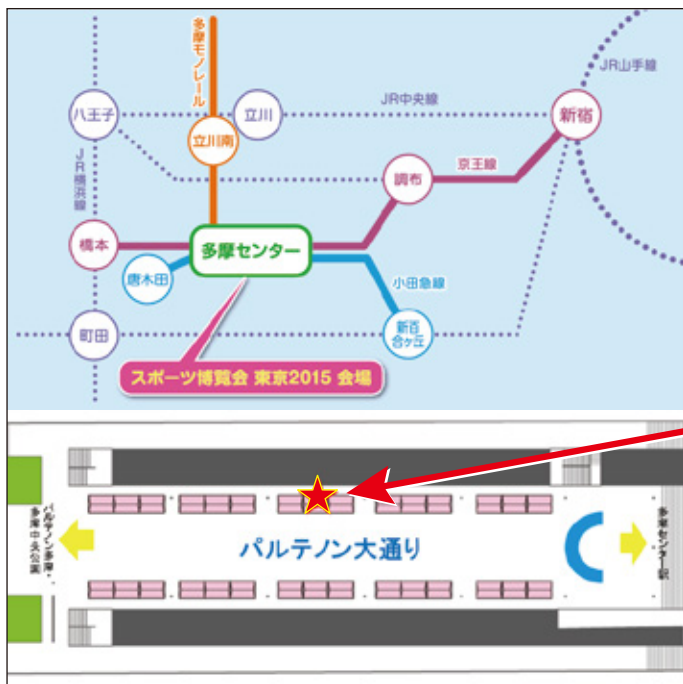 多摩モノレール
JR山手線
JR中央線
八王子
立川
新宿
立川南
京王線
調布
JR横浜線
橋本
多摩センター
唐木田
小田急線
町田
新百
合ヶ丘
スポーツ博覧会 東京2015 会場
パルテノン多摩・
多摩中央公園
パルテノン大通り
多摩センター駅